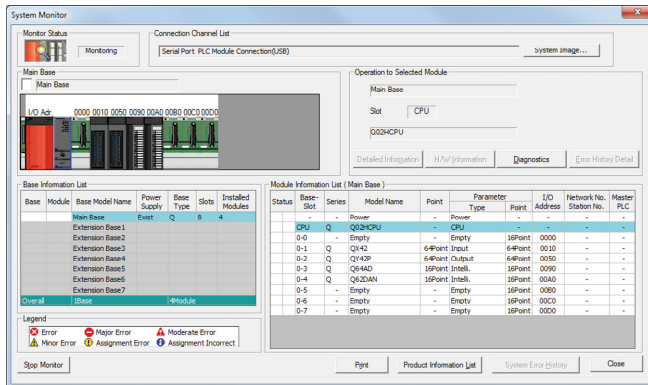 System Monitor
Monitor Status
Monitoring
Connection Channel List
Serial Port PLC Module Connection(USB)
System Image...
Main Base
Main Base
I/O Adr. 0000 0010 0050 0090 00A0 00B0 00C0 00D0
Operation to Selected Module
Main Base
Slot CPU
Q02HCPU
Detailed Information H/W Information Diagnostics Error History Detail
Base Information List
Base Module Base Model Name Power Supply Base Type Slots Installed Modules
Main Base Exist Q 8 4
Extension Base1
Extension Base2
Extension Base3
Extension Base4
Extension Base5
Extension Base6
Extension Base7
Overall 1Base 4Module
Module Information List (Main Base)
Status Base-Slot Series Model Name Point Parameter Type Point I/O Address Network No. Station No. Master PLC
- - Power - Power - - - -
CPU Q Q02HCPU - CPU - - - -
0-0 - Empty - Empty 16Point 0000 - -
0-1 Q QX42 64Point Input 64Point 0010 - -
0-2 Q QY42P 64Point Output 64Point 0050 - -
0-3 Q Q64AD 16Point Intelli. 16Point 0090 - -
0-4 Q Q62DAN 16Point Intelli. 16Point 00A0 - -
0-5 - Empty - Empty 16Point 00B0 - -
0-6 - Empty - Empty 16Point 00C0 - -
0-7 - Empty - Empty 16Point 00D0 - -
Legend
Error Major Error Moderate Error
Minor Error Assignment Error Assignment Incorrect
Stop Monitor
Print Product Information List System Error History Close